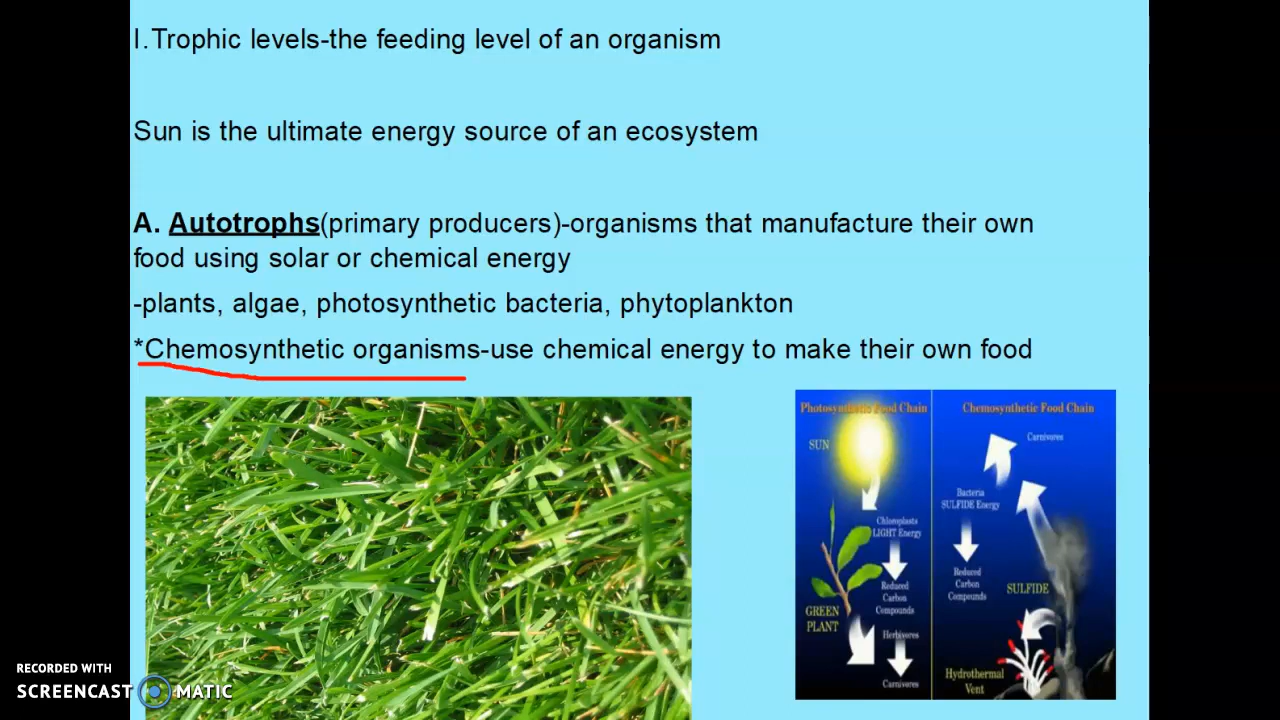 I. Trophic levels-the feeding level of an organism
Sun is the ultimate energy source of an ecosystem
A. Autotrophs(primary producers)-organisms that manufacture their own
food using solar or chemical energy
-plants, algae, photosynthetic bacteria, phytoplankton
*Chemosynthetic organisms-use chemical energy to make their own food
Photosynthetic Food Chain
SUN
Chloroplasts
LIGHT Energy
Reduced
Carbon
Compounds
GREEN
PLANT
Herbivores
Carnivores
Chemosynthetic Food Chain
Carnivores
Bacteria
SULFIDE Energy
Reduced
Carbon
Compounds
SULFIDE
Hydrothermal
Vent
RECORDED WITH
SCREENCAST MATIC